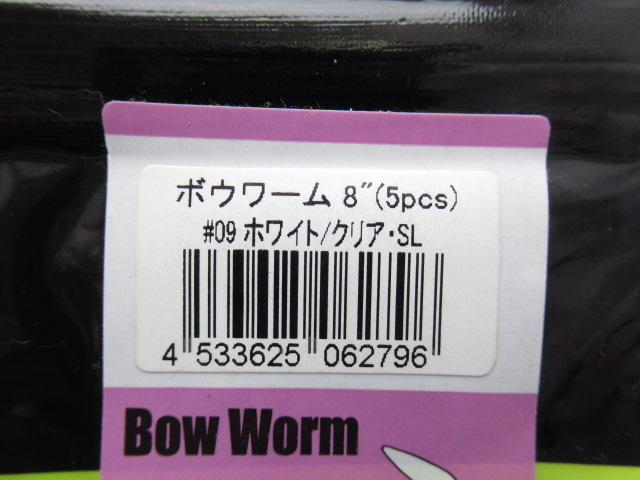 ボウワーム 8″(5pcs)
#09 ホワイト/クリア・SL
4 533625 062796
Bow Worm